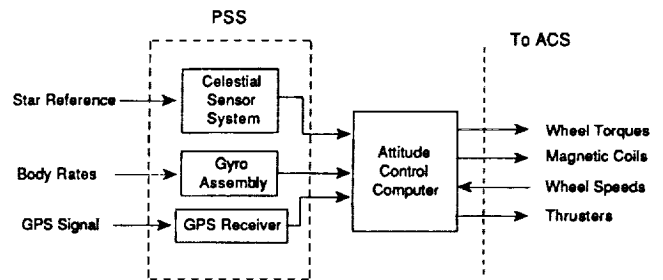 PSS
To ACS
Star Reference
Celestial
Sensor
System
Body Rates
Gyro
Assembly
GPS Signal
GPS Receiver
Attitude
Control
Computer
Wheel Torques
Magnetic Coils
Wheel Speeds
Thrusters